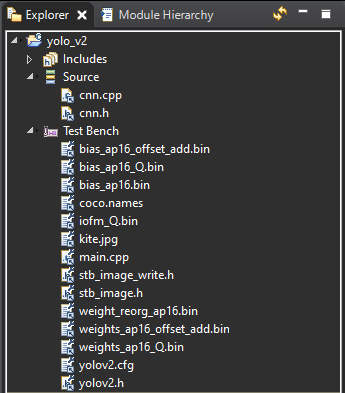 Explorer Module Hierarchy
yolo_v2
Includes
Source
cnn.cpp
cnn.h
Test Bench
bias_ap16_offset_add.bin
bias_ap16_Q.bin
bias_ap16.bin
coco.names
iofm_Q.bin
kite.jpg
main.cpp
stb_image_write.h
stb_image.h
weight_reorg_ap16.bin
weights_ap16_offset_add.bin
weights_ap16_Q.bin
yolov2.cfg
yolov2.h